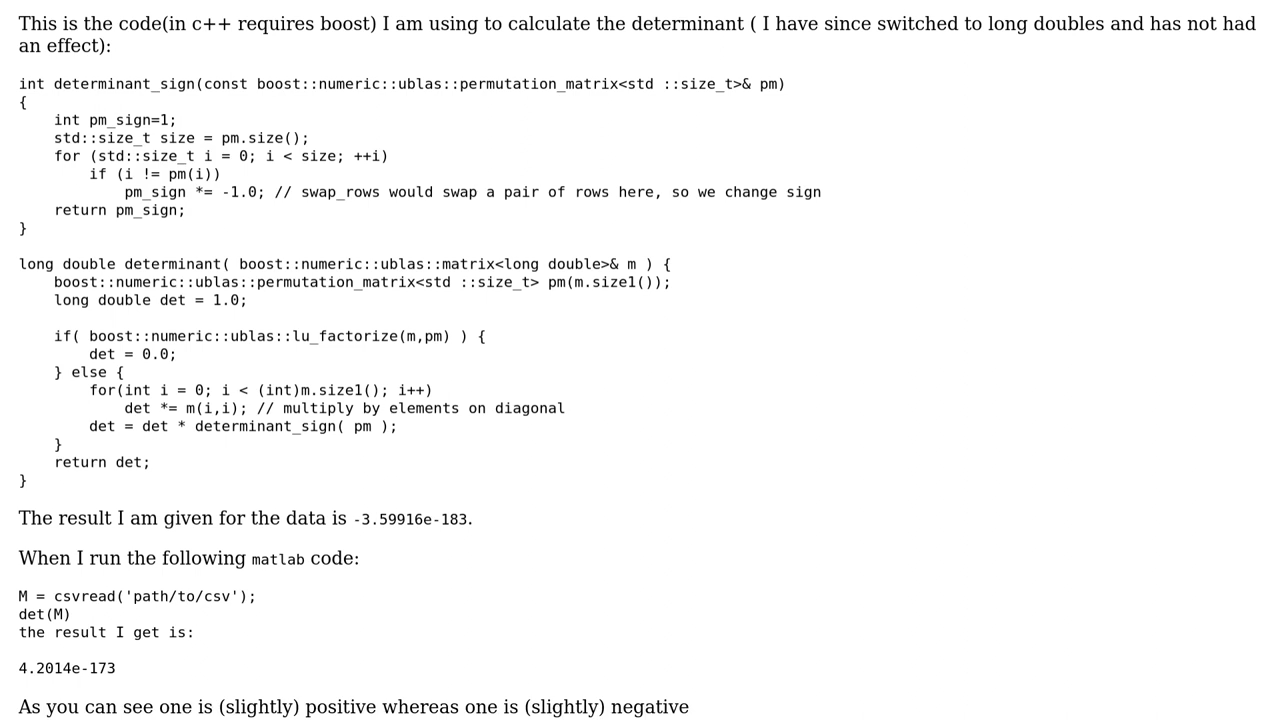 This is the code(in c++ requires boost) I am using to calculate the determinant ( I have since switched to long doubles and has not had
an effect):
int determinant_sign(const boost::numeric::ublas::permutation_matrix<std ::size_t>& pm)
{
    int pm_sign=1;
    std::size_t size = pm.size();
    for (std::size_t i = 0; i < size; ++i)
        if (i != pm(i))
            pm_sign *= -1.0; // swap_rows would swap a pair of rows here, so we change sign
    return pm_sign;
}
long double determinant( boost::numeric::ublas::matrix<long double>& m ) {
    boost::numeric::ublas::permutation_matrix<std ::size_t> pm(m.size1());
    long double det = 1.0;
    if( boost::numeric::ublas::lu_factorize(m,pm) ) {
        det = 0.0;
    } else {
        for(int i = 0; i < (int)m.size1(); i++)
            det *= m(i,i); // multiply by elements on diagonal
        det = det * determinant_sign( pm );
    }
    return det;
}
The result I am given for the data is -3.59916e-183.
When I run the following matlab code:
M = csvread('path/to/csv');
det(M)
the result I get is:
4.2014e-173
As you can see one is (slightly) positive whereas one is (slightly) negative